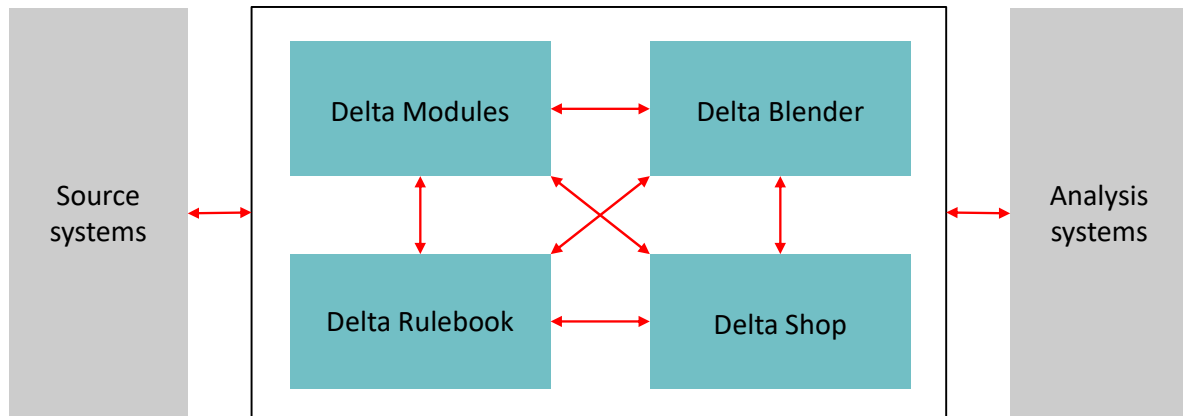 Delta Modules
Delta Blender
Source
systems
Analysis
systems
Delta Rulebook
Delta Shop